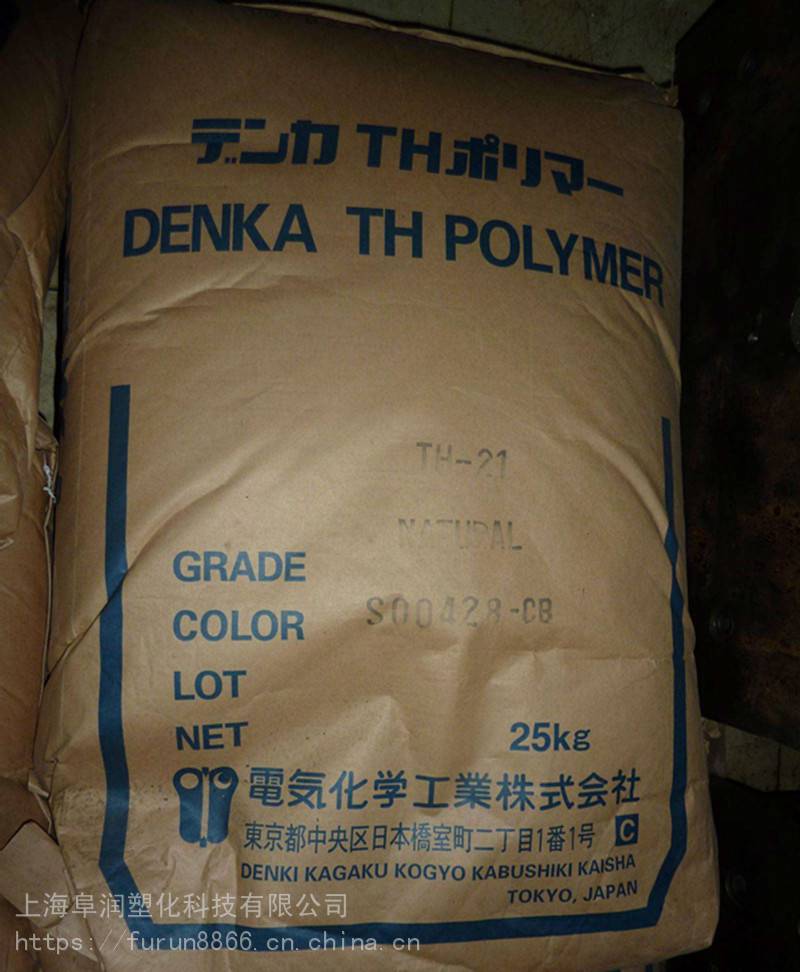 デンカ THポリマー
DENKA TH POLYMER
TH-21
NATURAL
GRADE
S00428-CB
COLOR
LOT
NET 25kg
電気化学工業株式会社
東京都中央区日本橋室町二丁目1番1号 C
DENKI KAGAKU KOGYO KABUSHIKI KAISHA
TOKYO, JAPAN
上海阜润塑化科技有限公司
https://furun8866.cn.china.cn